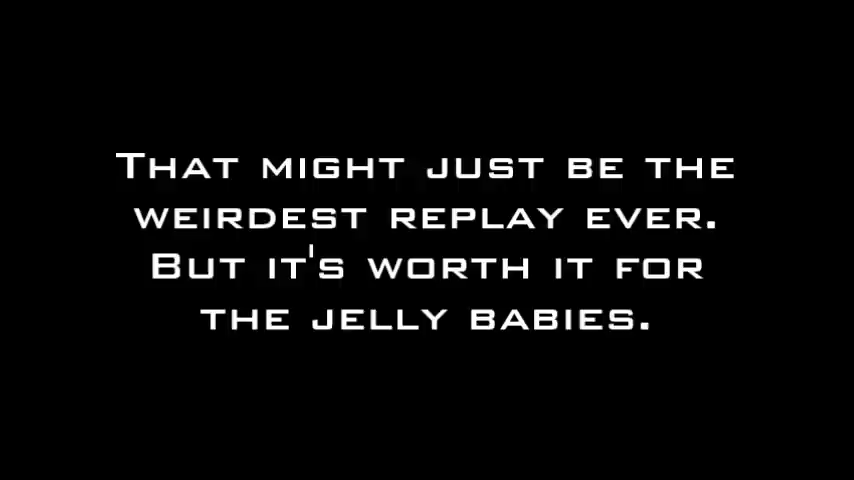 That might just be the
weirdest replay ever.
But it's worth it for
the jelly babies.